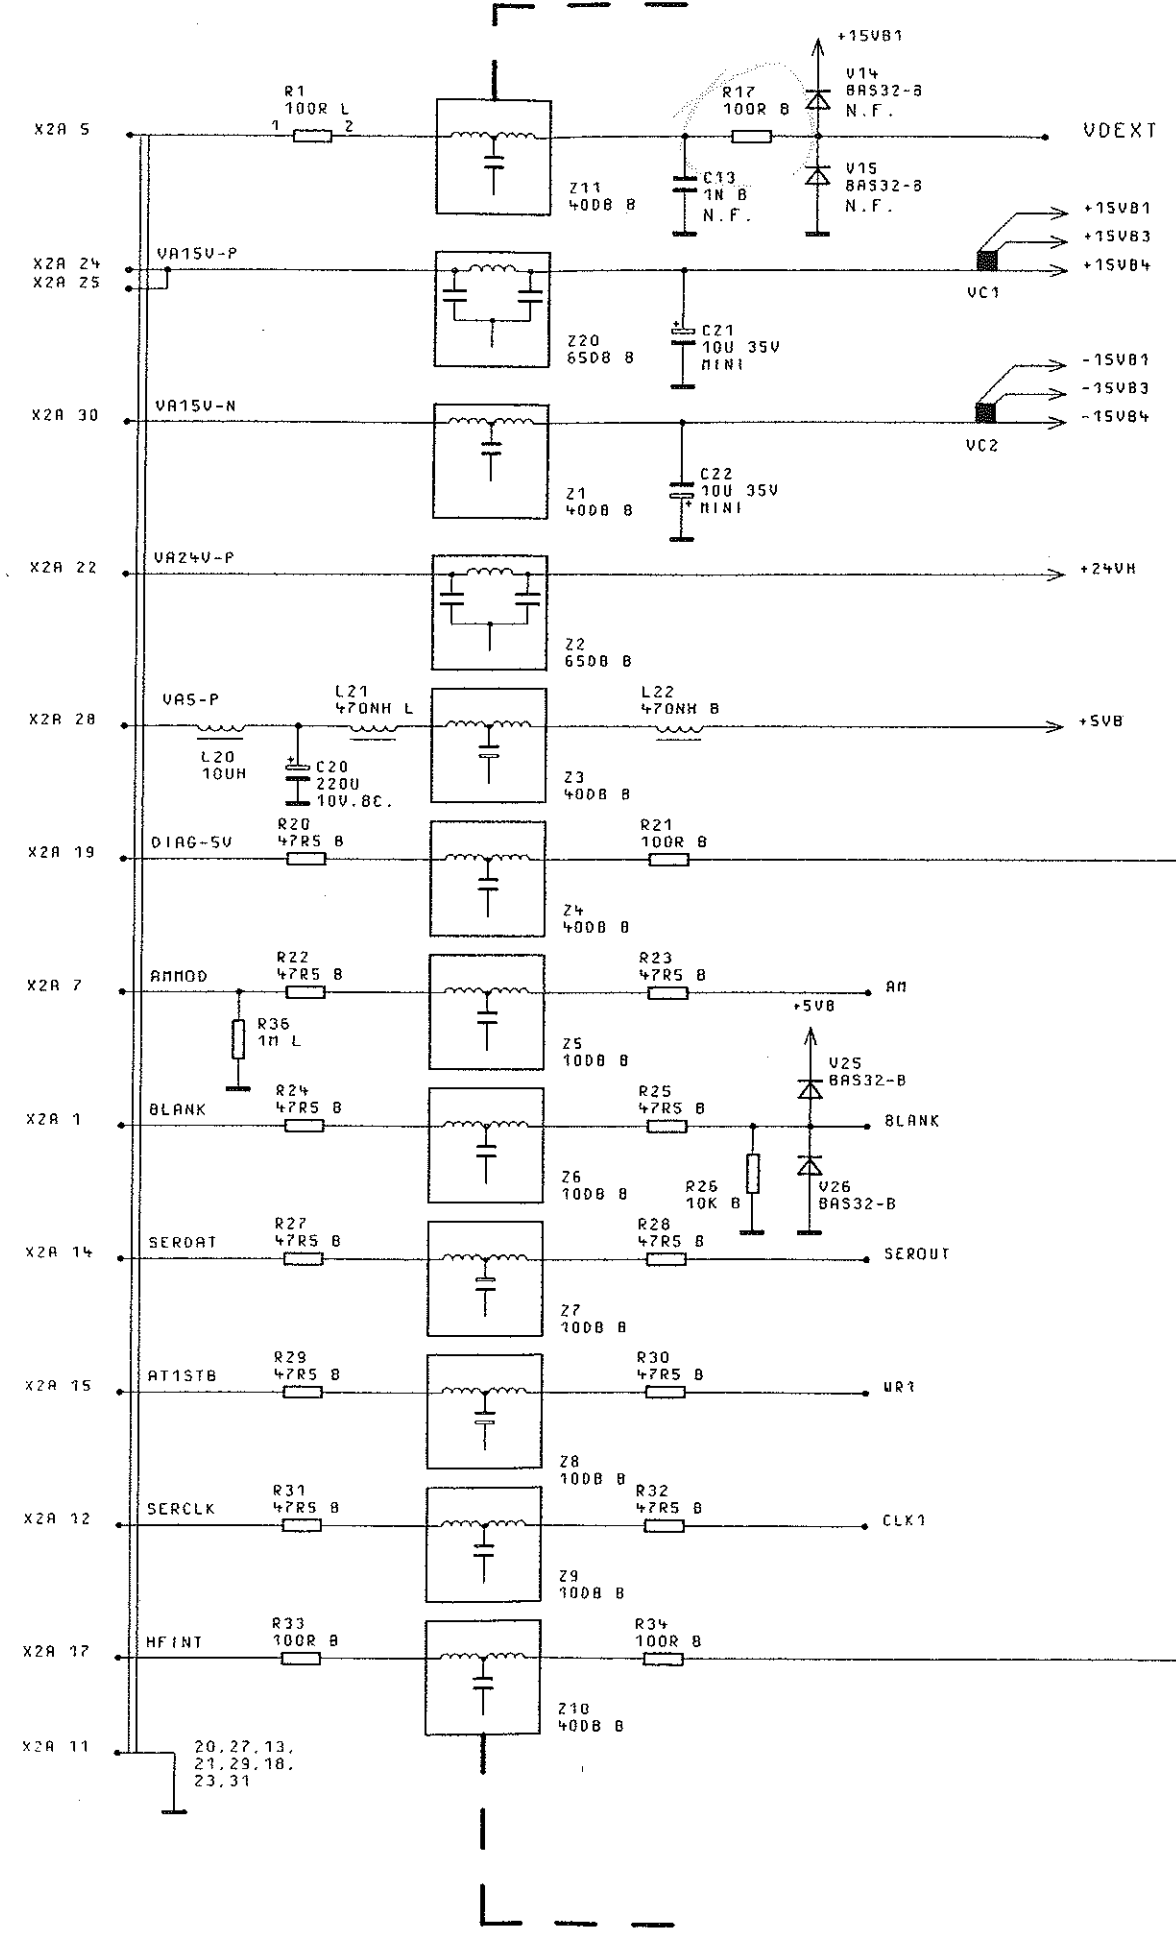 +15VB1
R1
100R L
1 2
R17
100R B
V14
BAS32-B
N.F.
X2A 5
VDEXT
Z11
40DB B
C13
1N B
N.F.
V15
BAS32-B
N.F.
+15VB1
+15VB3
+15VB4
X2A 24
X2A 25
VA15V-P
VC1
Z20
65DB B
+
C21
10U 35V
MINI
-15VB1
-15VB3
-15VB4
X2A 30
VA15V-N
VC2
Z1
40DB B
C22
10U 35V
+
MINI
X2A 22
VA24V-P
+24VH
Z2
65DB B
X2A 28
VA5-P
L21
470NH L
L22
470NH B
+5VB
L20
10UH
+
C20
220U
10V.BC.
Z3
40DB B
X2A 19
DIAG-5V
R20
47R5 B
R21
100R B
Z4
40DB B
X2A 7
AMMOD
R22
47R5 B
R23
47R5 B
AM
R36
1M L
Z5
10DB B
+5VB
V25
BAS32-B
X2A 1
BLANK
R24
47R5 B
R25
47R5 B
BLANK
Z6
10DB B
R26
10K B
V26
BAS32-B
X2A 14
SERDAT
R27
47R5 B
R28
47R5 B
SEROUT
Z7
10DB B
X2A 15
AT1STB
R29
47R5 B
R30
47R5 B
WR1
Z8
10DB B
X2A 12
SERCLK
R31
47R5 B
R32
47R5 B
CLK1
Z9
10DB B
X2A 17
HFINT
R33
100R B
R34
100R B
Z10
40DB B
X2A 11
20,27,13,
21,29,18,
23,31